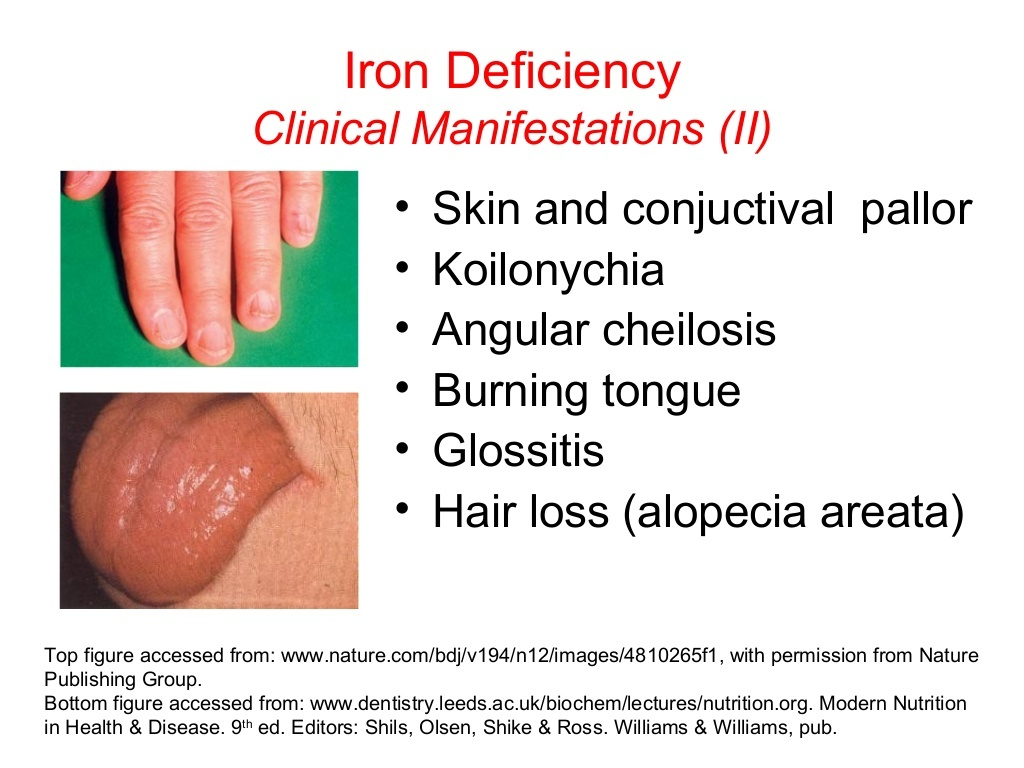 Iron Deficiency
Clinical Manifestations (II)
• Skin and conjuctival  pallor
• Koilonychia
• Angular cheilosis
• Burning tongue
• Glossitis
• Hair loss (alopecia areata)
Top figure accessed from: www.nature.com/bdj/v194/n12/images/4810265f1, with permission from Nature
Publishing Group.
Bottom figure accessed from: www.dentistry.leeds.ac.uk/biochem/lectures/nutrition.org. Modern Nutrition
in Health & Disease. 9th ed. Editors: Shils, Olsen, Shike & Ross. Williams & Williams, pub.